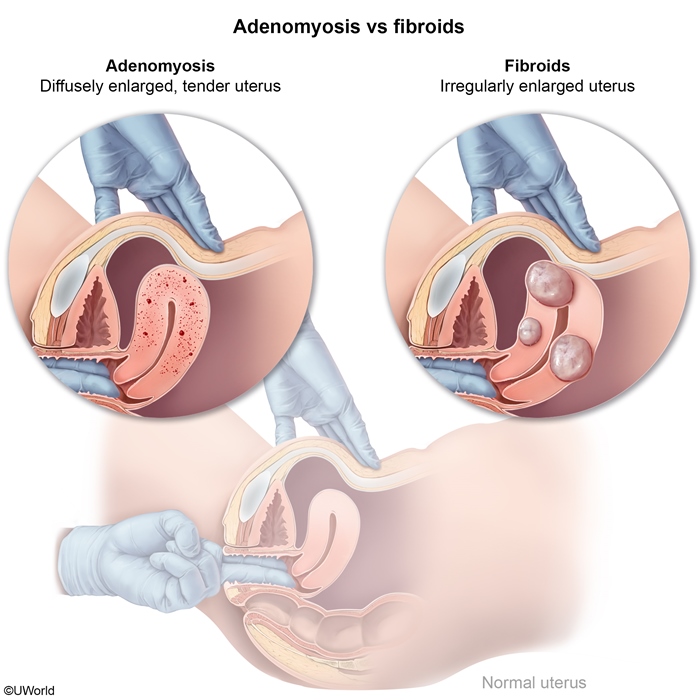 Adenomyosis vs fibroids
Adenomyosis
Diffusely enlarged, tender uterus
Fibroids
Irregularly enlarged uterus
Normal uterus
©UWorld